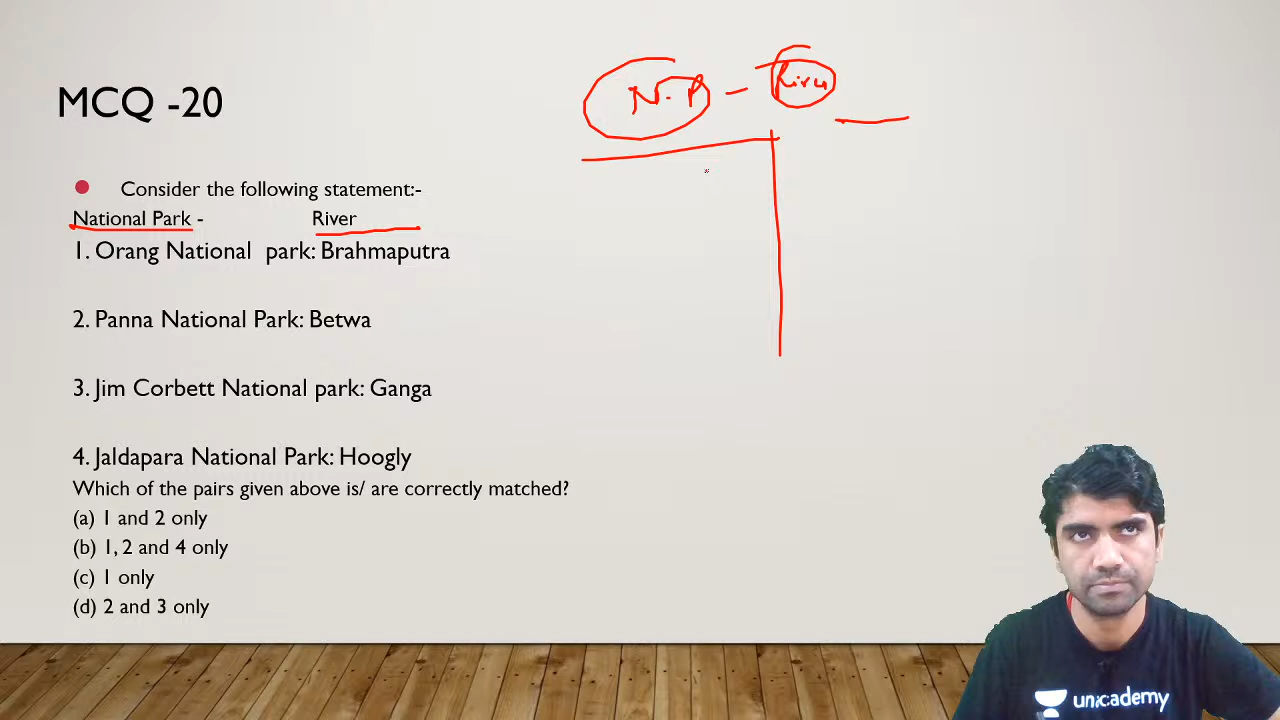 MCQ -20
N.P - River
Consider the following statement:-
National Park - River
1. Orang National park: Brahmaputra
2. Panna National Park: Betwa
3. Jim Corbett National park: Ganga
4. Jaldapara National Park: Hoogly
Which of the pairs given above is/ are correctly matched?
(a) 1 and 2 only
(b) 1, 2 and 4 only
(c) 1 only
(d) 2 and 3 only
unacademy